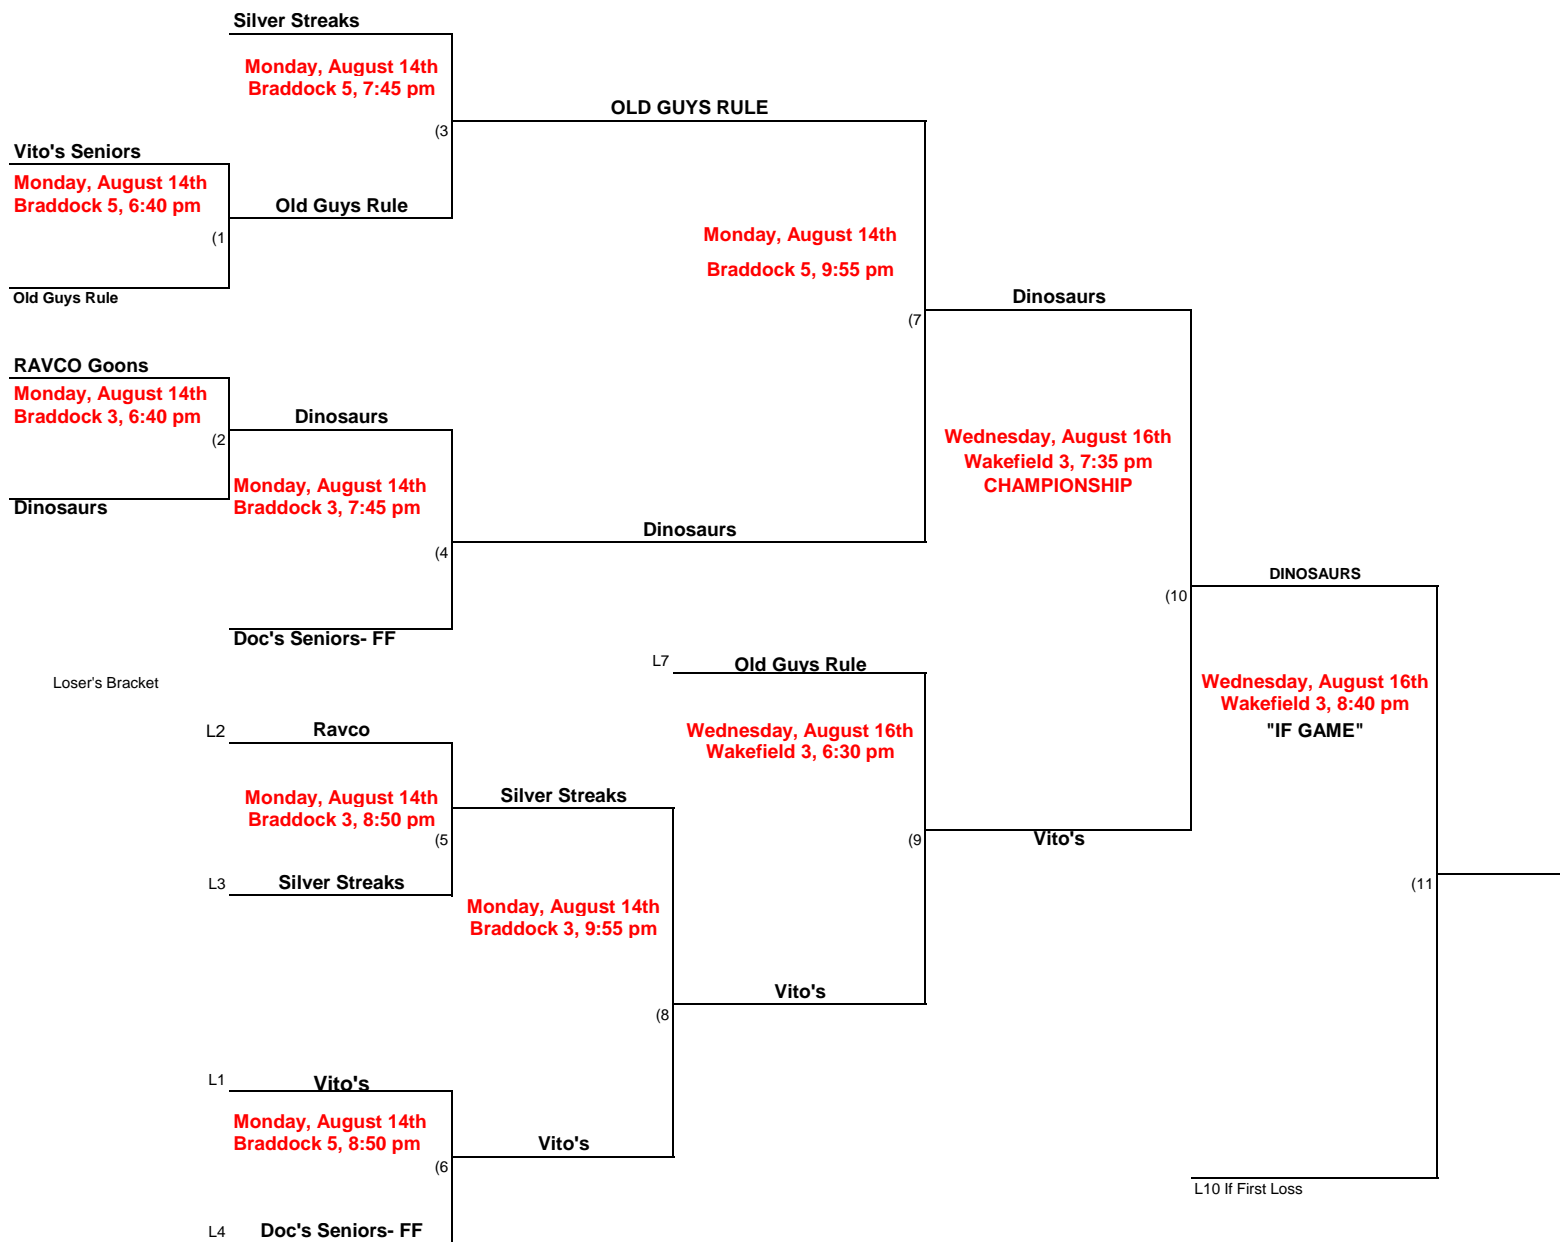 Silver Streaks
Monday, August 14th
Braddock 5, 7:45 pm
OLD GUYS RULE
(3
Vito's Seniors
Monday, August 14th
Braddock 5, 6:40 pm
Old Guys Rule
(1
Monday, August 14th
Braddock 5, 9:55 pm
Old Guys Rule
Dinosaurs
(7
RAVCO Goons
Monday, August 14th
Braddock 3, 6:40 pm
Dinosaurs
(2
Wednesday, August 16th
Wakefield 3, 7:35 pm
CHAMPIONSHIP
Monday, August 14th
Braddock 3, 7:45 pm
Dinosaurs
Dinosaurs
(4
DINOSAURS
(10
Doc's Seniors- FF
L7
Old Guys Rule
Loser's Bracket
Wednesday, August 16th
Wakefield 3, 8:40 pm
"IF GAME"
L2
Ravco
Wednesday, August 16th
Wakefield 3, 6:30 pm
Monday, August 14th
Braddock 3, 8:50 pm
Silver Streaks
(5
(9
Vito's
L3
Silver Streaks
(11
Monday, August 14th
Braddock 3, 9:55 pm
Vito's
(8
L1
Vito's
Monday, August 14th
Braddock 5, 8:50 pm
Vito's
(6
L10 If First Loss
L4
Doc's Seniors- FF